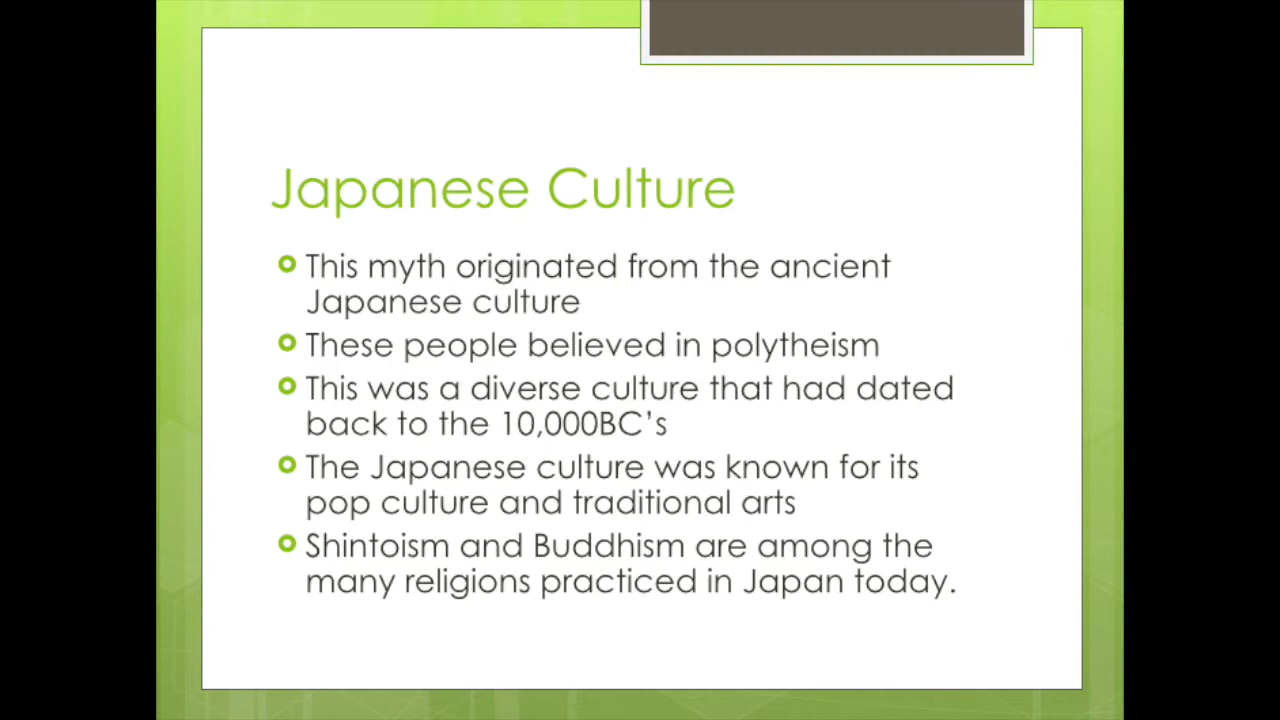 Japanese Culture
This myth originated from the ancient
Japanese culture
These people believed in polytheism
This was a diverse culture that had dated
back to the 10,000BC’s
The Japanese culture was known for its
pop culture and traditional arts
Shintoism and Buddhism are among the
many religions practiced in Japan today.